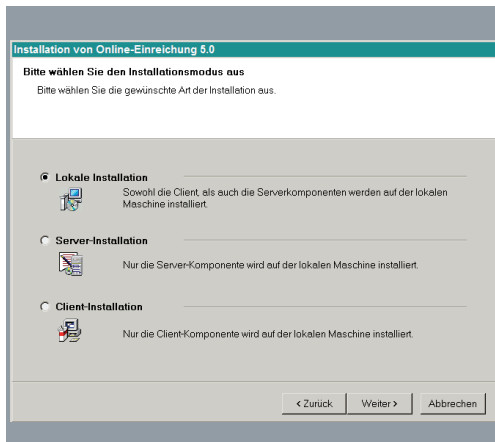 Installation von Online-Einreichung 5.0
Bitte wählen Sie den Installationsmodus aus
Bitte wählen Sie die gewünschte Art der Installation aus.
Lokale Installation
Sowohl die Client, als auch die Serverkomponenten werden auf der lokalen
Maschine installiert.
Server-Installation
Nur die Server-Komponente wird auf der lokalen Maschine installiert.
Client-Installation
Nur die Client-Komponente wird auf der lokalen Maschine installiert.
< Zurück Weiter > Abbrechen